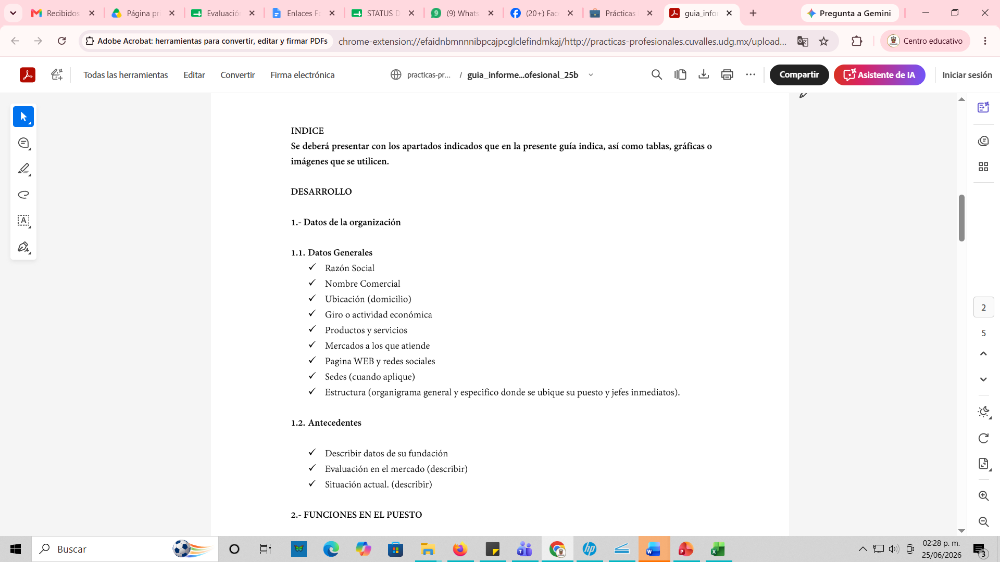 Recibidos
Página pri
Evaluación
Enlaces Fo
STATUS D
9
(9) Whats
(20+) Fac
Prácticas
guia_infor
Pregunta a Gemini
Adobe Acrobat: herramientas para convertir, editar y firmar PDFs
chrome-extension://efaidnbmnnnibpcajpcglclefindmkaj/http://practicas-profesionales.cuvalles.udg.mx/upload...
Centro educativo
Todas las herramientas
Editar
Convertir
Firma electrónica
practicas-pr... / guia_informe...ofesional_25b
Compartir
Asistente de IA
Iniciar sesión
INDICE
Se deberá presentar con los apartados indicados que en la presente guía indica, así como tablas, gráficas o
imágenes que se utilicen.
DESARROLLO
1.- Datos de la organización
1.1. Datos Generales
✓ Razón Social
✓ Nombre Comercial
✓ Ubicación (domicilio)
✓ Giro o actividad económica
✓ Productos y servicios
✓ Mercados a los que atiende
✓ Pagina WEB y redes sociales
✓ Sedes (cuando aplique)
✓ Estructura (organigrama general y especifico donde se ubique su puesto y jefes inmediatos).
1.2. Antecedentes
✓ Describir datos de su fundación
✓ Evaluación en el mercado (describir)
✓ Situación actual. (describir)
2.- FUNCIONES EN EL PUESTO
2
5
Buscar
02:28 p. m.
25/06/2026
3